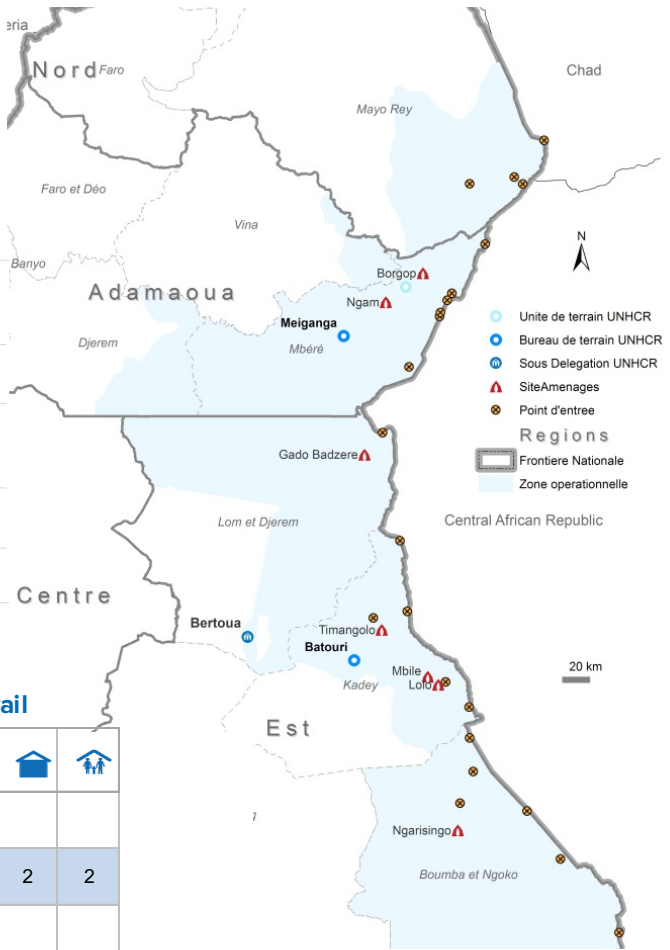 eria
Nord
Faro
Chad
Mayo Rey
Faro et Déo
Vina
N
Banyo
Borgop
Adamaoua
Ngam
Unite de terrain UNHCR
Meiganga
Bureau de terrain UNHCR
Djerem
Mbéré
Sous Delegation UNHCR
SiteAmenages
Point d'entree
Regions
Gado Badzere
Frontiere Nationale
Zone operationnelle
Lom et Djerem
Central African Republic
Centre
Bertoua
Timangolo
Batouri
20 km
Mbile
Kadey
Lolo
ail
Est
Ngarisingo
2 2
Boumba et Ngoko